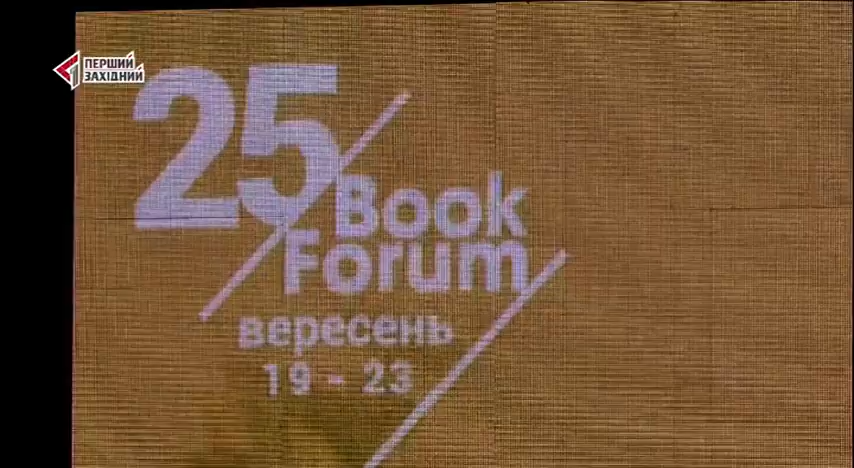 ПЕРШИЙ
ЗАХІДНИЙ
25
Book
Forum
вересень
19 - 23